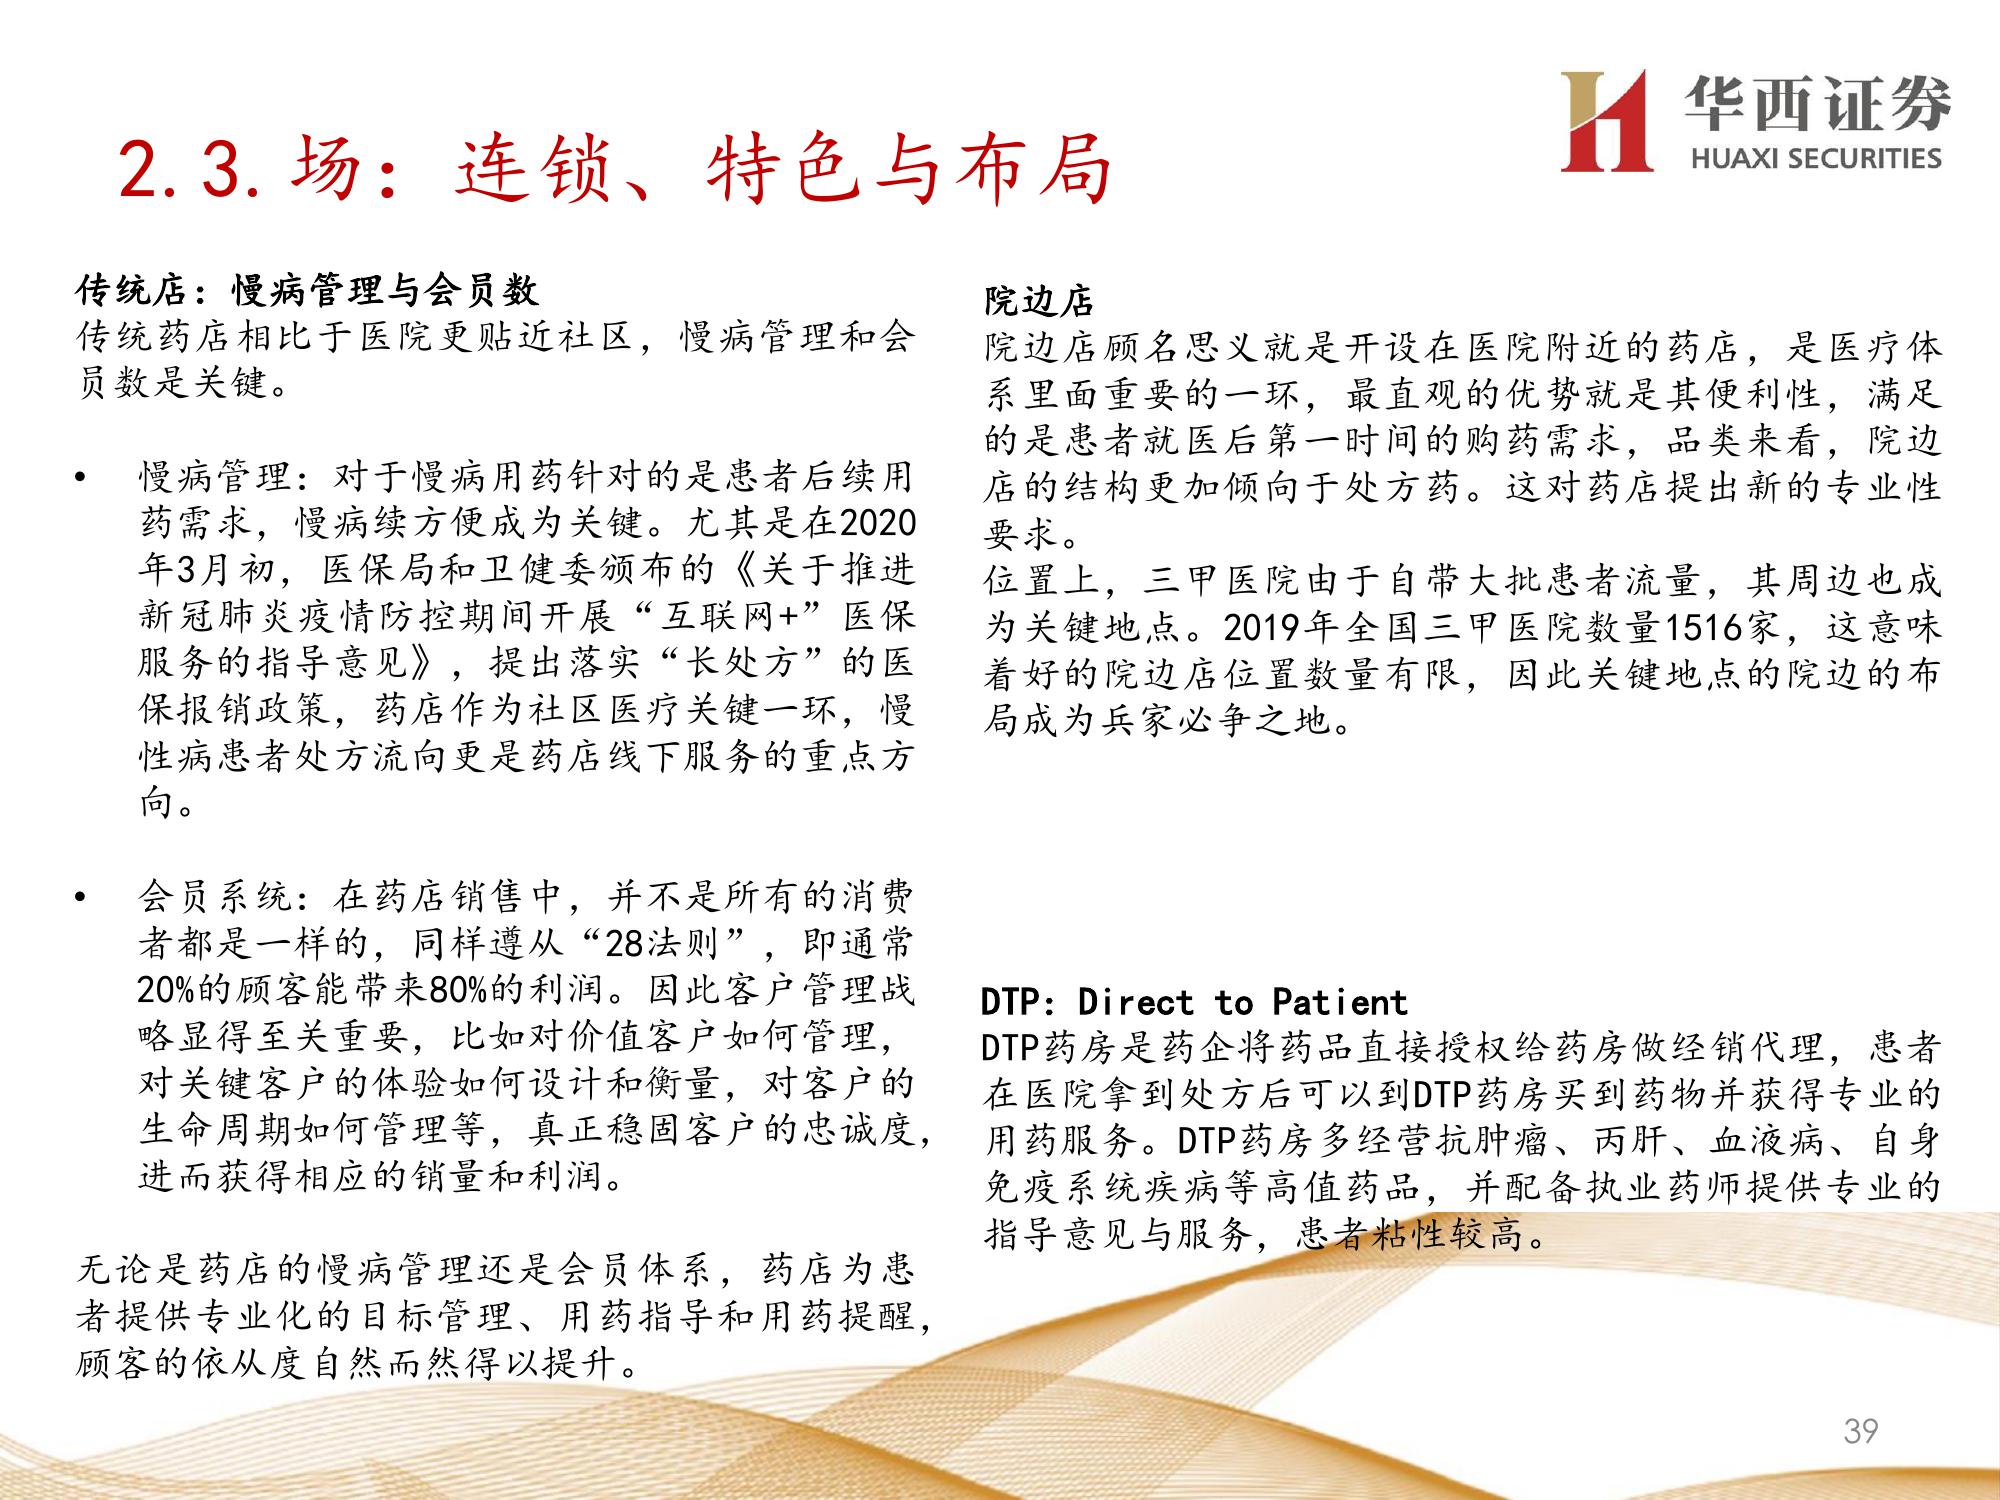 华西证券
HUAXI SECURITIES
2.3.场：连锁、特色与布局
传统店：慢病管理与会员数
传统药店相比于医院更贴近社区，慢病管理和会
员数是关键。
• 慢病管理：对于慢病用药针对的是患者后续用
药需求，慢病续方便成为关键。尤其是在2020
年3月初，医保局和卫健委颁布的《关于推进
新冠肺炎疫情防控期间开展“互联网+”医保
服务的指导意见》，提出落实“长处方”的医
保报销政策，药店作为社区医疗关键一环，慢
性病患者处方流向更是药店线下服务的重点方
向。
• 会员系统：在药店销售中，并不是所有的消费
者都是一样的，同样遵从“28法则”，即通常
20%的顾客能带来80%的利润。因此客户管理战
略显得至关重要，比如对价值客户如何管理，
对关键客户的体验如何设计和衡量，对客户的
生命周期如何管理等，真正稳固客户的忠诚度，
进而获得相应的销量和利润。
无论是药店的慢病管理还是会员体系，药店为患
者提供专业化的目标管理、用药指导和用药提醒，
顾客的依从度自然而然得以提升。
院边店
院边店顾名思义就是开设在医院附近的药店，是医疗体
系里面重要的一环，最直观的优势就是其便利性，满足
的是患者就医后第一时间的购药需求，品类来看，院边
店的结构更加倾向于处方药。这对药店提出新的专业性
要求。
位置上，三甲医院由于自带大批患者流量，其周边也成
为关键地点。2019年全国三甲医院数量1516家，这意味
着好的院边店位置数量有限，因此关键地点的院边的布
局成为兵家必争之地。
DTP：Direct to Patient
DTP药房是药企将药品直接授权给药房做经销代理，患者
在医院拿到处方后可以到DTP药房买到药物并获得专业的
用药服务。DTP药房多经营抗肿瘤、丙肝、血液病、自身
免疫系统疾病等高值药品，并配备执业药师提供专业的
指导意见与服务，患者粘性较高。
39